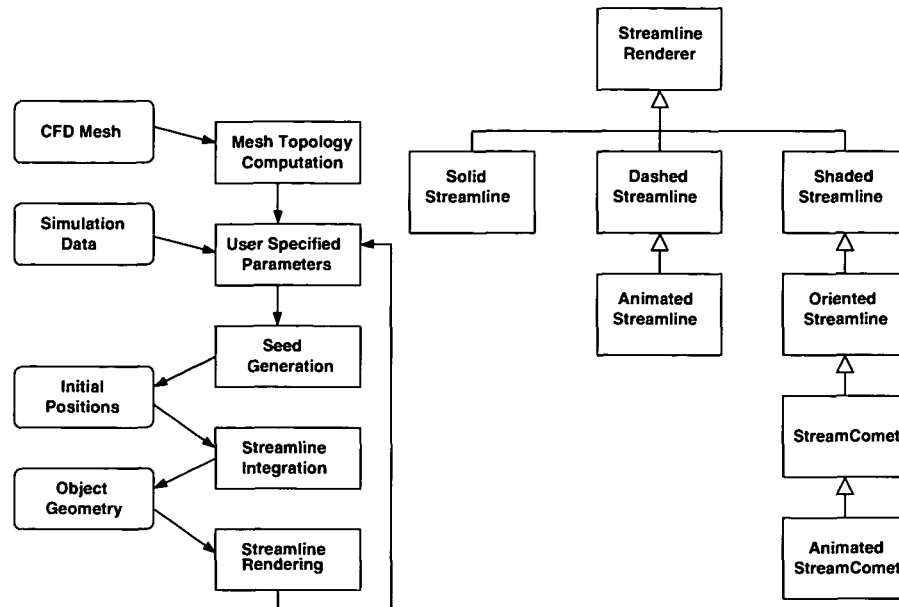 CFD Mesh
Mesh Topology
Computation
Simulation
Data
User Specified
Parameters
Seed
Generation
Initial
Positions
Streamline
Integration
Object
Geometry
Streamline
Rendering
Streamline
Renderer
Solid
Streamline
Dashed
Streamline
Shaded
Streamline
Animated
Streamline
Oriented
Streamline
StreamComet
Animated
StreamComet